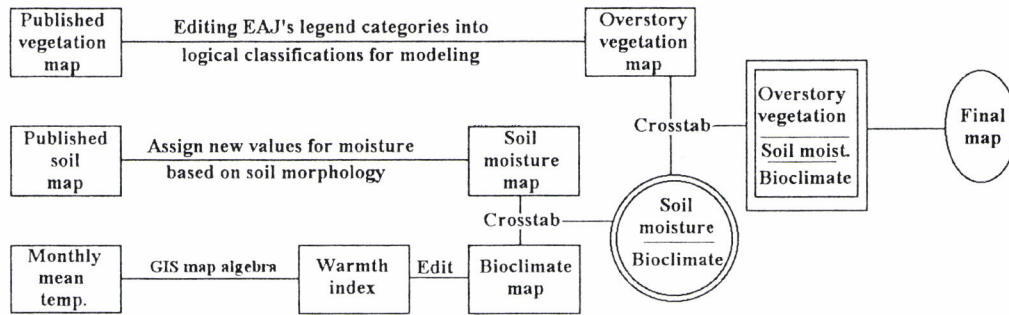 Published
vegetation
map
Editing EAJ's legend categories into
logical classifications for modeling
Overstory
vegetation
map
Published
soil
map
Assign new values for moisture
based on soil morphology
Soil
moisture
map
Monthly
mean
temp.
GIS map algebra
Warmth
index
Edit
Bioclimate
map
Crosstab
Soil
moisture
Bioclimate
Crosstab
Overstory
vegetation
Soil moist.
Bioclimate
Final
map